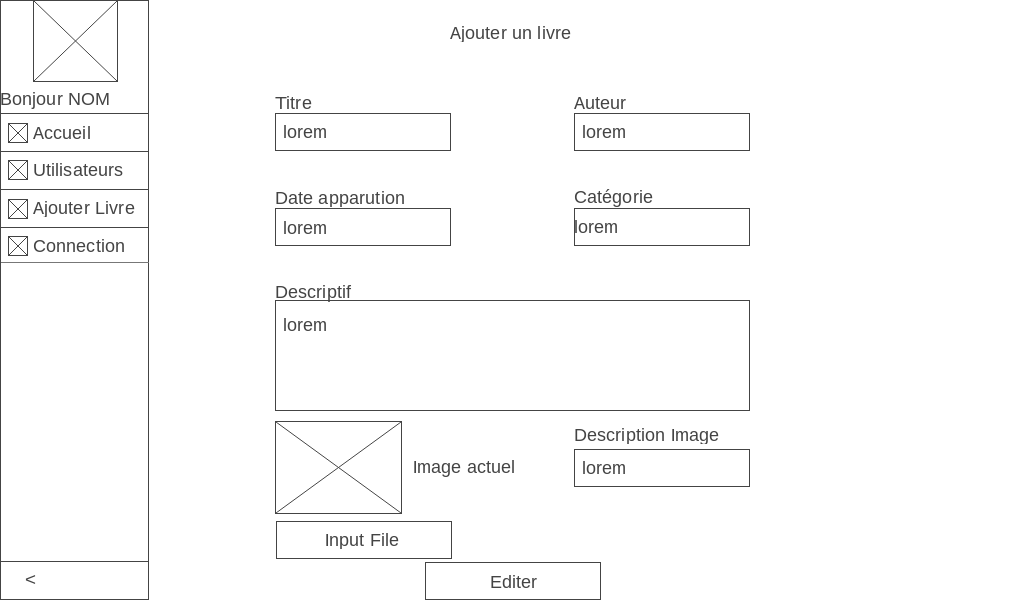 Bonjour NOM
Accueil
Utilisateurs
Ajouter Livre
Connection
<
Ajouter un livre
Titre
lorem
Auteur
lorem
Date apparution
lorem
Catégorie
lorem
Descriptif
lorem
Image actuel
Description Image
lorem
Input File
Editer